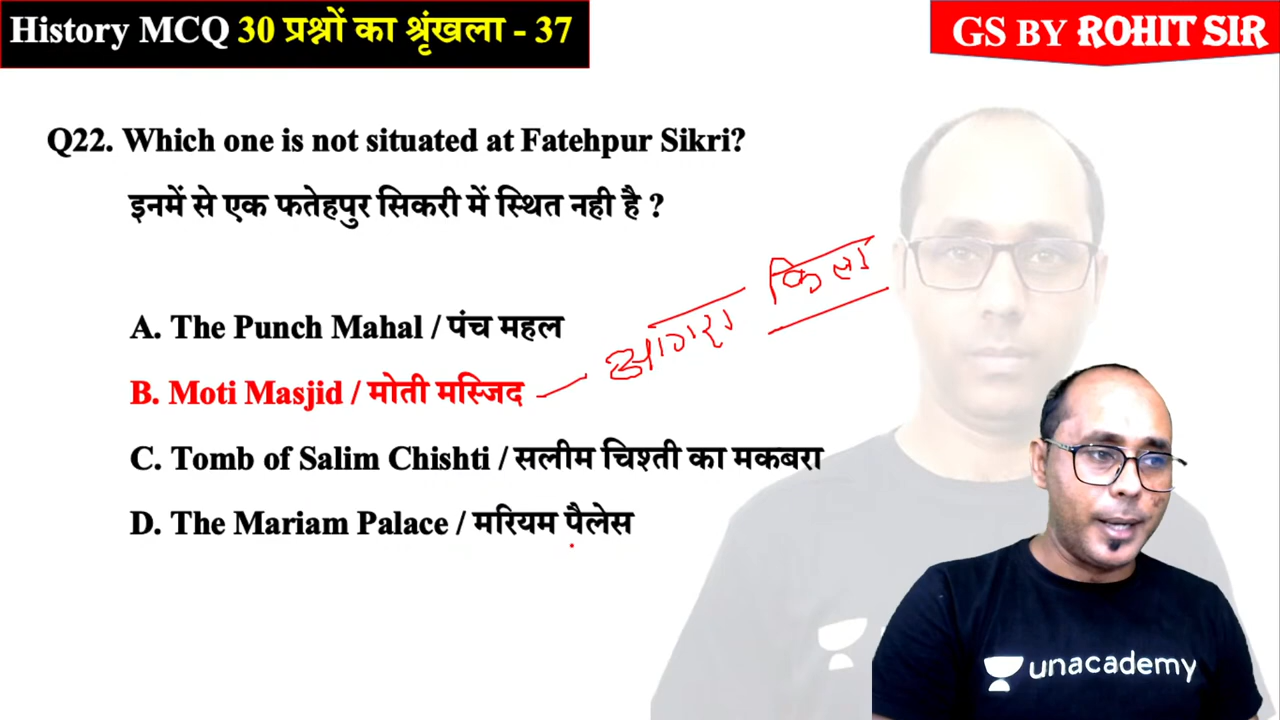 History MCQ 30 प्रश्नों का श्रृंखला - 37
GS BY ROHIT SIR
Q22. Which one is not situated at Fatehpur Sikri?
इनमें से एक फतेहपुर सिकरी में स्थित नही है ?
A. The Punch Mahal / पंच महल
B. Moti Masjid / मोती मस्जिद
आगरा किला
C. Tomb of Salim Chishti / सलीम चिश्ती का मकबरा
D. The Mariam Palace / मरियम पैलेस
unacademy